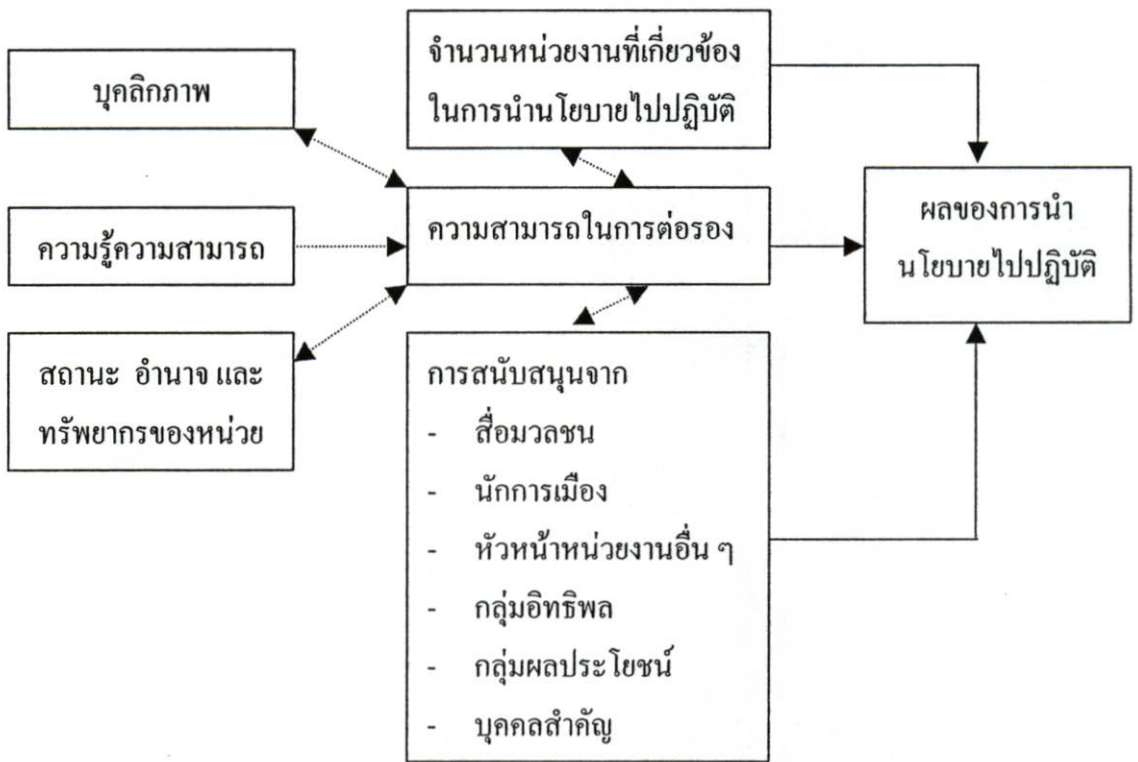 บุคลิกภาพ
ความรู้ความสามารถ
สถานะ อำนาจ และ
ทรัพยากรของหน่วย
จำนวนหน่วยงานที่เกี่ยวข้อง
ในการนำนโยบายไปปฏิบัติ
ความสามารถในการต่อรอง
การสนับสนุนจาก
- สื่อมวลชน
- นักการเมือง
- หัวหน้าหน่วยงานอื่น ๆ
- กลุ่มอิทธิพล
- กลุ่มผลประโยชน์
- บุคคลสำคัญ
ผลของการนำ
นโยบายไปปฏิบัติ